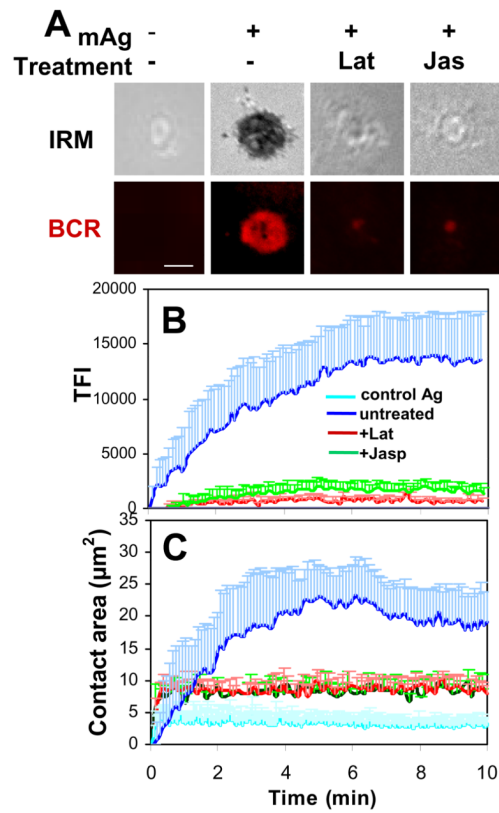 A mAg - + + +
Treatment - - Lat Jas
IRM
BCR
B
TFI
20000
15000
10000
5000
0
control Ag
untreated
+Lat
+Jasp
C
Contact area (µm²)
35
30
25
20
15
10
5
0
0 2 4 6 8 10
Time (min)